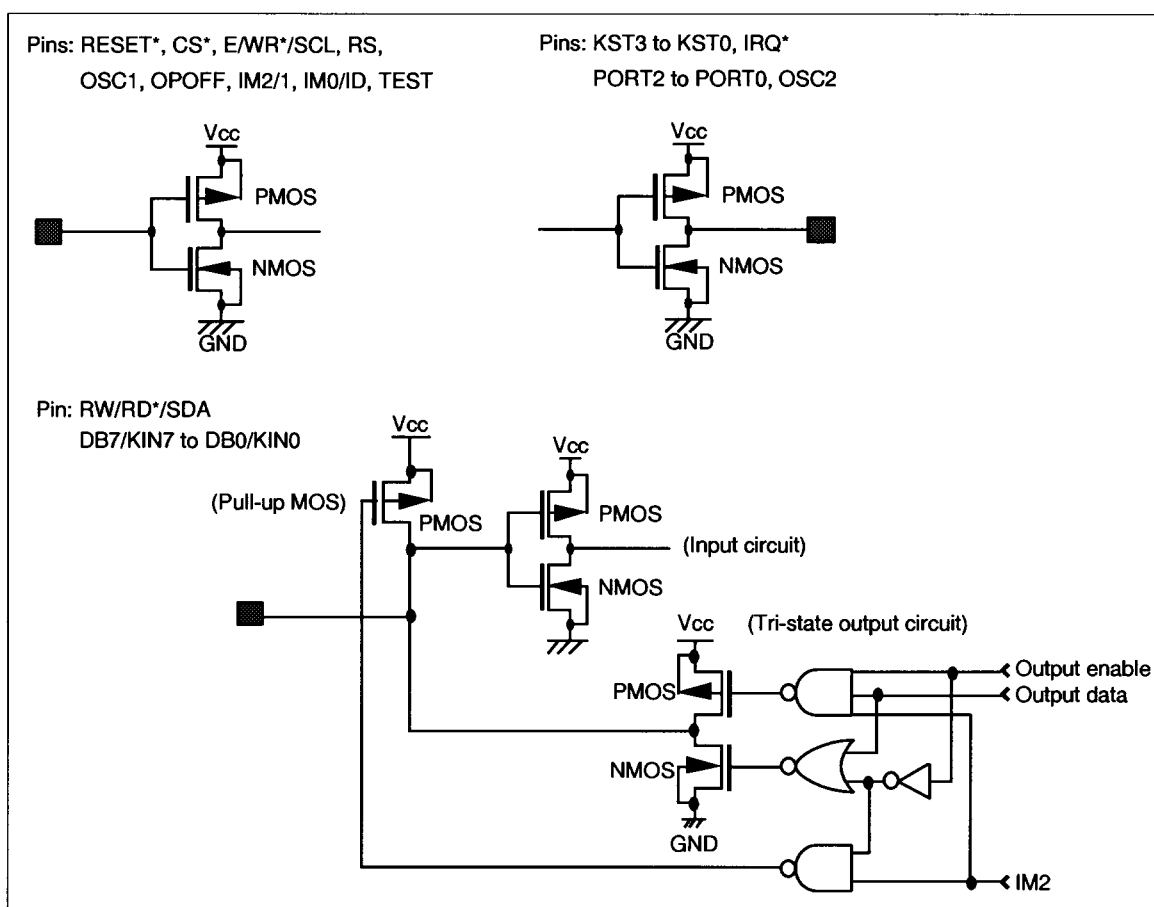 Pins: RESET*, CS*, E/WR*/SCL, RS,
OSC1, OPOFF, IM2/1, IM0/ID, TEST
Vcc
PMOS
NMOS
GND
Pins: KST3 to KST0, IRQ*
PORT2 to PORT0, OSC2
Vcc
PMOS
NMOS
GND
Pin: RW/RD*/SDA
DB7/KIN7 to DB0/KIN0
Vcc
(Pull-up MOS)
PMOS
Vcc
PMOS
(Input circuit)
NMOS
Vcc
(Tri-state output circuit)
PMOS
Output enable
Output data
NMOS
GND
IM2